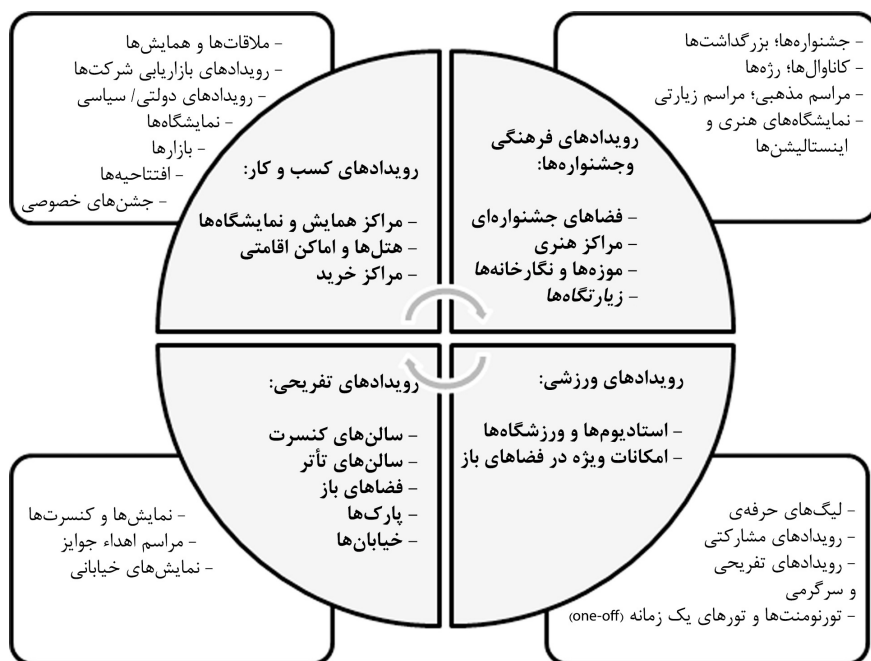 - جشنواره‌ها؛ بزرگداشت‌ها
- کاناوال‌ها؛ رژه‌ها
- مراسم مذهبی؛ مراسم زیارتی
- نمایشگاه‌های هنری و
اینستالیشن‌ها
رویدادهای فرهنگی
وجشنواره‌ها:
- فضاهای جشنواره‌ای
- مراکز هنری
- موزه‌ها و نگارخانه‌ها
- زیارتگاه‌ها
- ملاقات‌ها و همایش‌ها
- رویدادهای بازاریابی شرکت‌ها
- رویدادهای دولتی/ سیاسی
- نمایشگاه‌ها
- بازارها
- افتتاحیه‌ها
- جشن‌های خصوصی
رویدادهای کسب و کار:
- مراکز همایش و نمایشگاه‌ها
- هتل‌ها و اماکن اقامتی
- مراکز خرید
رویدادهای ورزشی:
- استادیوم‌ها و ورزشگاه‌ها
- امکانات ویژه در فضاهای باز
- لیگ‌های حرفه‌ی
- رویدادهای مشارکتی
- رویدادهای تفریحی
و سرگرمی
- تورنومنت‌ها و تورهای یک زمانه (one-off)
رویدادهای تفریحی:
- سالن‌های کنسرت
- سالن‌های تأتر
- فضاهای باز
- پارک‌ها
- خیابان‌ها
- نمایش‌ها و کنسرت‌ها
- مراسم اهداء جوایز
- نمایش‌های خیابانی